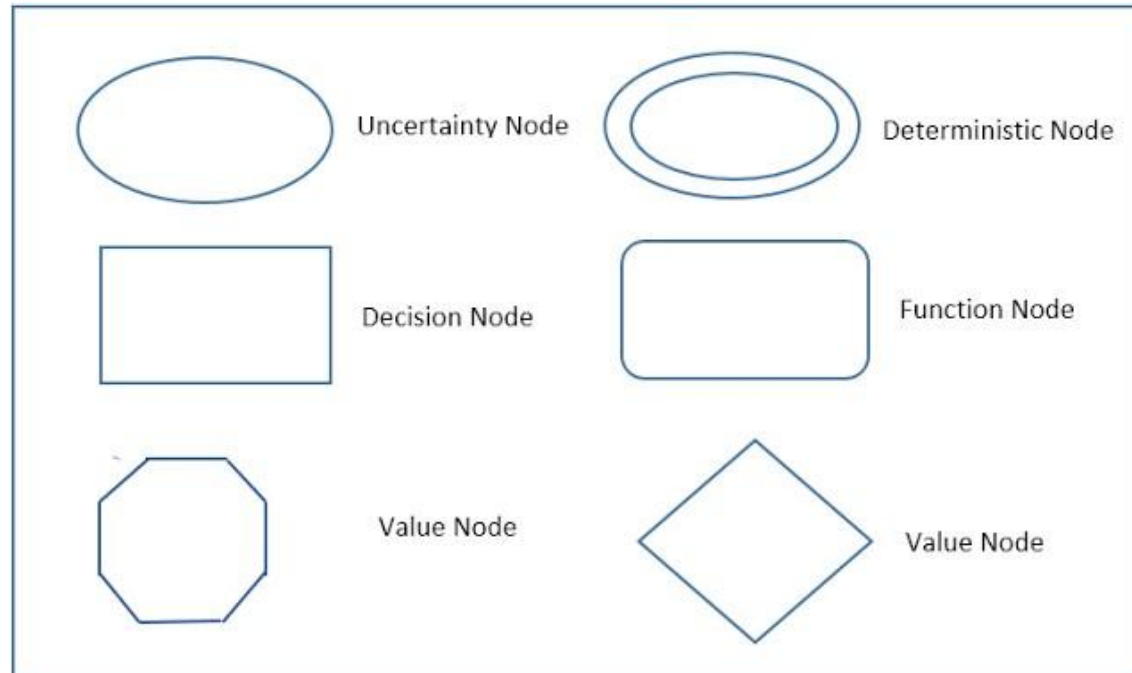 Uncertainty Node
Deterministic Node
Decision Node
Function Node
Value Node
Value Node